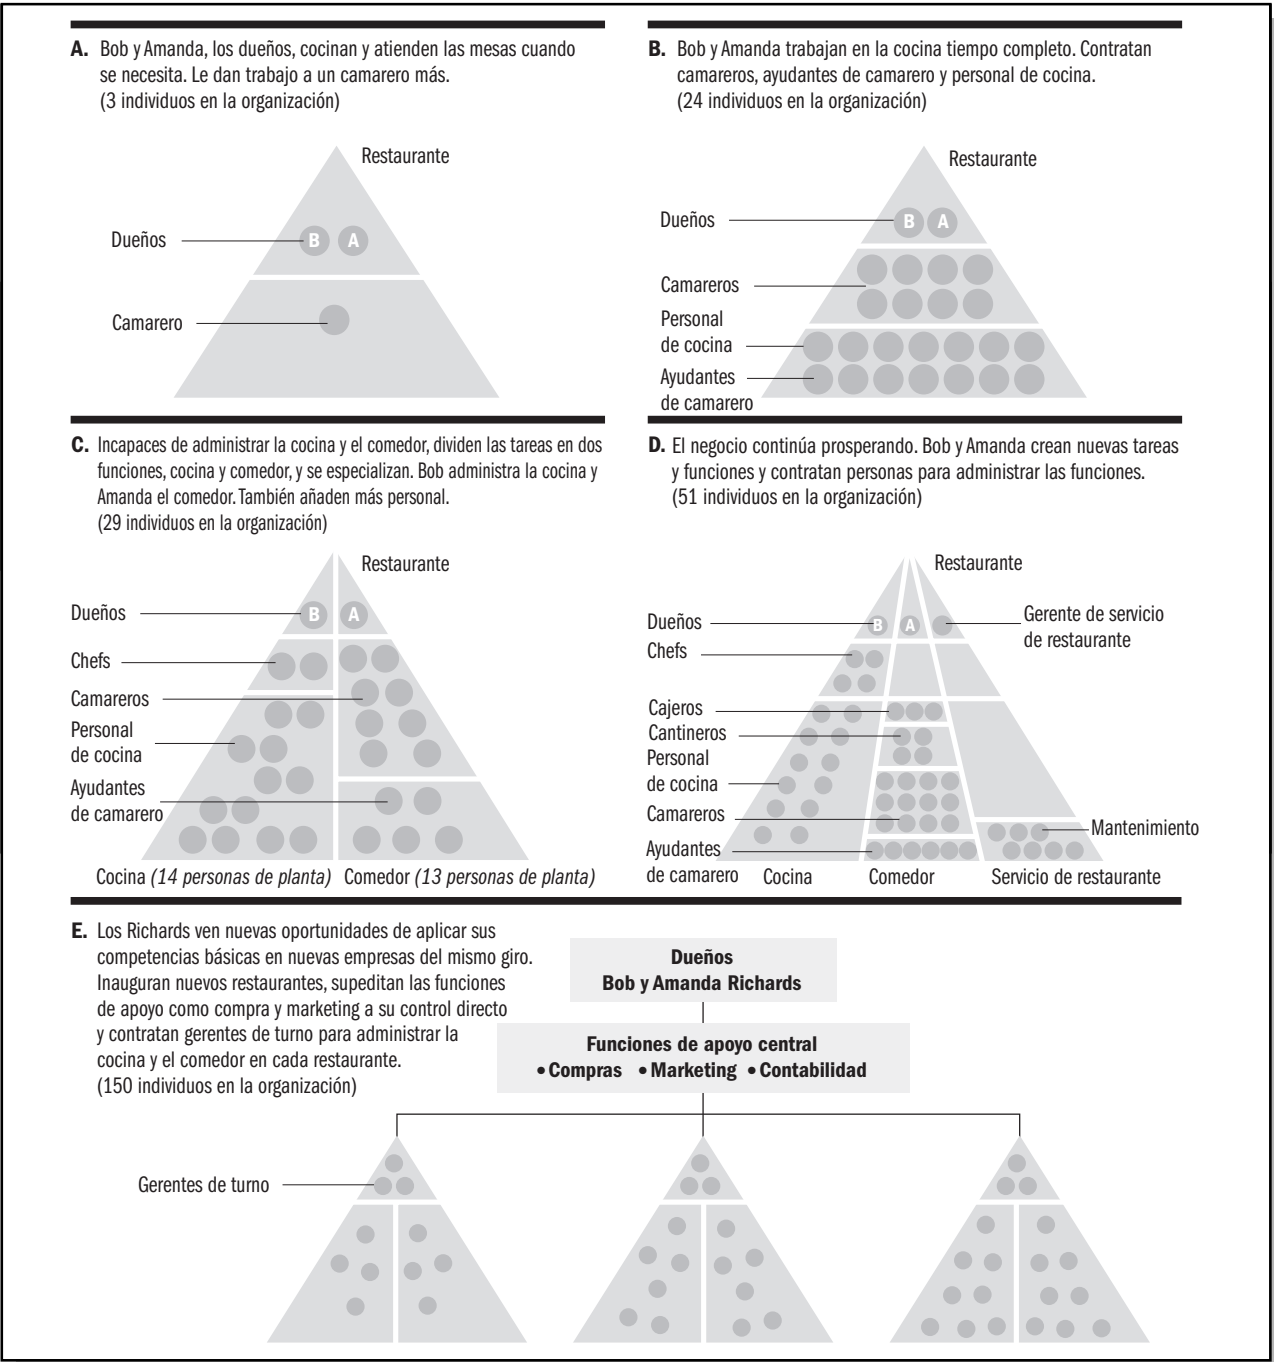 A. Bob y Amanda, los dueños, cocinan y atienden las mesas cuando
se necesita. Le dan trabajo a un camarero más.
(3 individuos en la organización)
Restaurante
Dueños
B A
Camarero
B. Bob y Amanda trabajan en la cocina tiempo completo. Contratan
camareros, ayudantes de camarero y personal de cocina.
(24 individuos en la organización)
Restaurante
Dueños
B A
Camareros
Personal
de cocina
Ayudantes
de camarero
C. Incapaces de administrar la cocina y el comedor, dividen las tareas en dos
funciones, cocina y comedor, y se especializan. Bob administra la cocina y
Amanda el comedor. También añaden más personal.
(29 individuos en la organización)
Restaurante
Dueños
B A
Chefs
Camareros
Personal
de cocina
Ayudantes
de camarero
Cocina (14 personas de planta) Comedor (13 personas de planta)
D. El negocio continúa prosperando. Bob y Amanda crean nuevas tareas
y funciones y contratan personas para administrar las funciones.
(51 individuos en la organización)
Restaurante
Dueños
B A
Gerente de servicio
de restaurante
Chefs
Cajeros
Cantineros
Personal
de cocina
Camareros
Mantenimiento
Ayudantes
de camarero
Cocina Comedor Servicio de restaurante
E. Los Richards ven nuevas oportunidades de aplicar sus
competencias básicas en nuevas empresas del mismo giro.
Inauguran nuevos restaurantes, supeditan las funciones
de apoyo como compra y marketing a su control directo
y contratan gerentes de turno para administrar la
cocina y el comedor en cada restaurante.
(150 individuos en la organización)
Dueños
Bob y Amanda Richards
Funciones de apoyo central
• Compras • Marketing • Contabilidad
Gerentes de turno